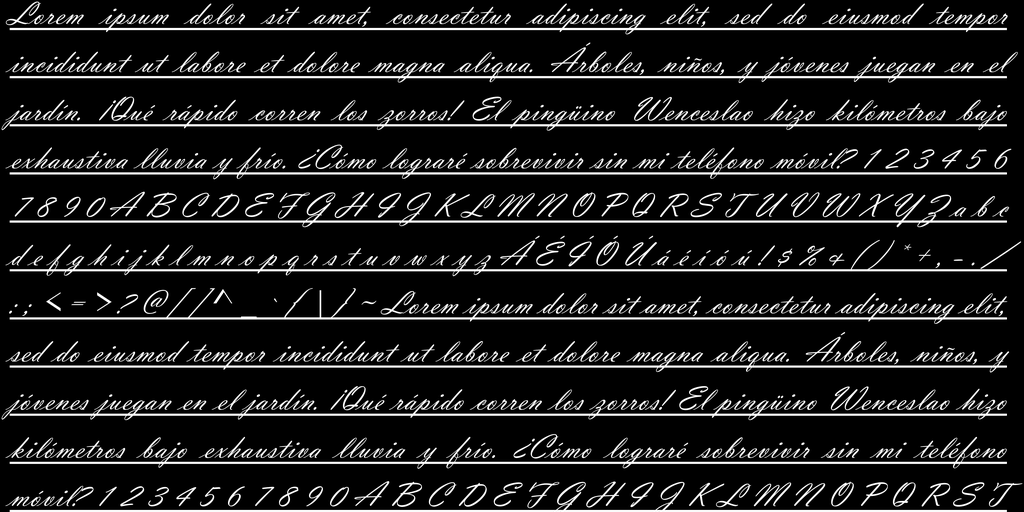 Lorem ipsum dolor sit amet, consectetur adipiscing elit, sed do eiusmod tempor
incididunt ut labore et dolore magna aliqua. Árboles, niños, y jóvenes juegan en el
jardín. ¡Qué rápido corren los zorros! El pingüino Wenceslao hizo kilómetros bajo
exhaustiva lluvia y frío. ¿Cómo lograré sobrevivir sin mi teléfono móvil? 1 2 3 4 5 6
7 8 9 0 A B C D E F G H I J K L M N O P Q R S T U V W X Y Z a b c
d e f g h i j k l m n o p q r s t u v w x y z Á É Í Ó Ú á é í ó ú ! $ % & ( ) * + , - . /
: ; < = > ? @ [ ] ^ _ ` { | } ~ Lorem ipsum dolor sit amet, consectetur adipiscing elit,
sed do eiusmod tempor incididunt ut labore et dolore magna aliqua. Árboles, niños, y
jóvenes juegan en el jardín. ¡Qué rápido corren los zorros! El pingüino Wenceslao hizo
kilómetros bajo exhaustiva lluvia y frío. ¿Cómo lograré sobrevivir sin mi teléfono
móvil? 1 2 3 4 5 6 7 8 9 0 A B C D E F G H I J K L M N O P Q R S T